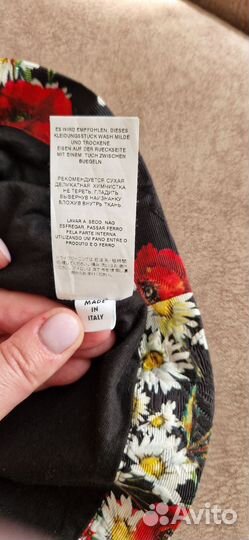 ES WIRD EMPFOHLEN, DIESES
KLEIDUNGSSTÜCK WASH MILDE
UND TROCKENE
EISEN AUF DER RUCKSEITE
MIT EINEM TUCH ZWISCHEN
BUEGELN
РЕКОМЕНДУЕТСЯ СУХАЯ
ДЕЛИКАТНАЯ ХИМЧИСТКА
НЕ ТЕРЕТЬ, ГЛАДИТЬ
ВЫВЕРНУВ НАИЗНАНКУ
ВЛОЖИВ ВНУТРЬ ТКАНЬ
LAVAR A SECO. NÃO
ESFREGAR. PASSAR FERRO
PELA PARTE INTERNA
UTILIZANDO UM PANO ENTRE O
PRODUTO E O FERRO
MADE
IN
ITALY
Avito